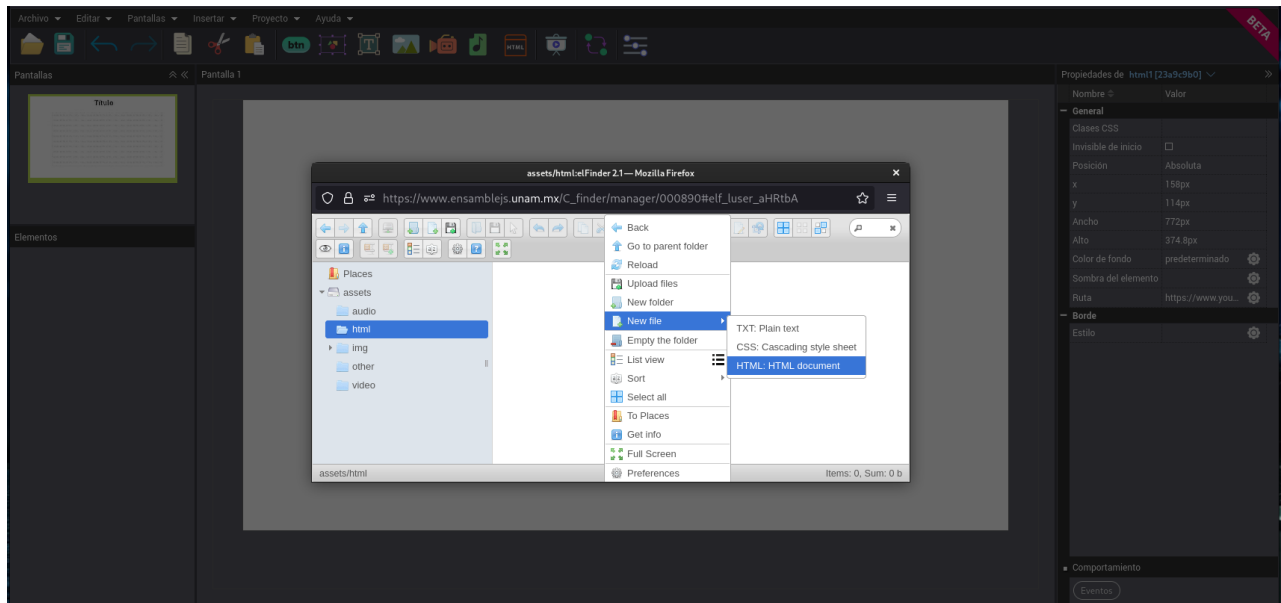 Archivo Editar Pantallas Insertar Proyecto Ayuda
BETA
btn T HTML
Pantallas
Pantalla 1
Propiedades de html1 [23a9c9b0]
Título
Nombre Valor
General
Clases CSS
Invisible de inicio
Posición Absoluta
x 158px
y 114px
Ancho 772px
Alto 374.8px
Color de fondo predeterminado
Sombra del elemento
Ruta https://www.you...
Borde
Estilo
Elementos
assets/html:elFinder 2.1 — Mozilla Firefox
https://www.ensamblejs.unam.mx/C_finder/manager/000890#elf_luser_aHRtbA
Places
assets
audio
html
img
other
video
Back
Go to parent folder
Reload
Upload files
New folder
New file
Empty the folder
List view
Sort
Select all
To Places
Get info
Full Screen
Preferences
TXT: Plain text
CSS: Cascading style sheet
HTML: HTML document
assets/html
Items: 0, Sum: 0 b
Comportamiento
Eventos